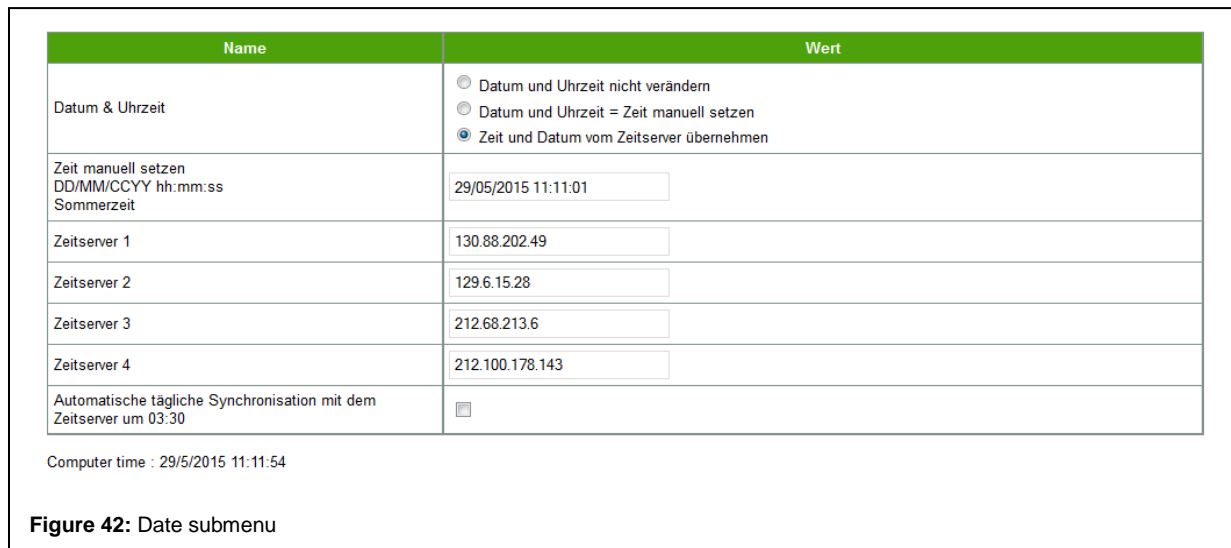 Name Wert
Datum & Uhrzeit
Datum und Uhrzeit nicht verändern
Datum und Uhrzeit = Zeit manuell setzen
Zeit und Datum vom Zeitserver übernehmen
Zeit manuell setzen
DD/MM/CCYY hh:mm:ss
Sommerzeit
29/05/2015 11:11:01
Zeitserver 1 130.88.202.49
Zeitserver 2 129.6.15.28
Zeitserver 3 212.68.213.6
Zeitserver 4 212.100.178.143
Automatische tägliche Synchronisation mit dem
Zeitserver um 03:30
Computer time : 29/5/2015 11:11:54
Figure 42: Date submenu